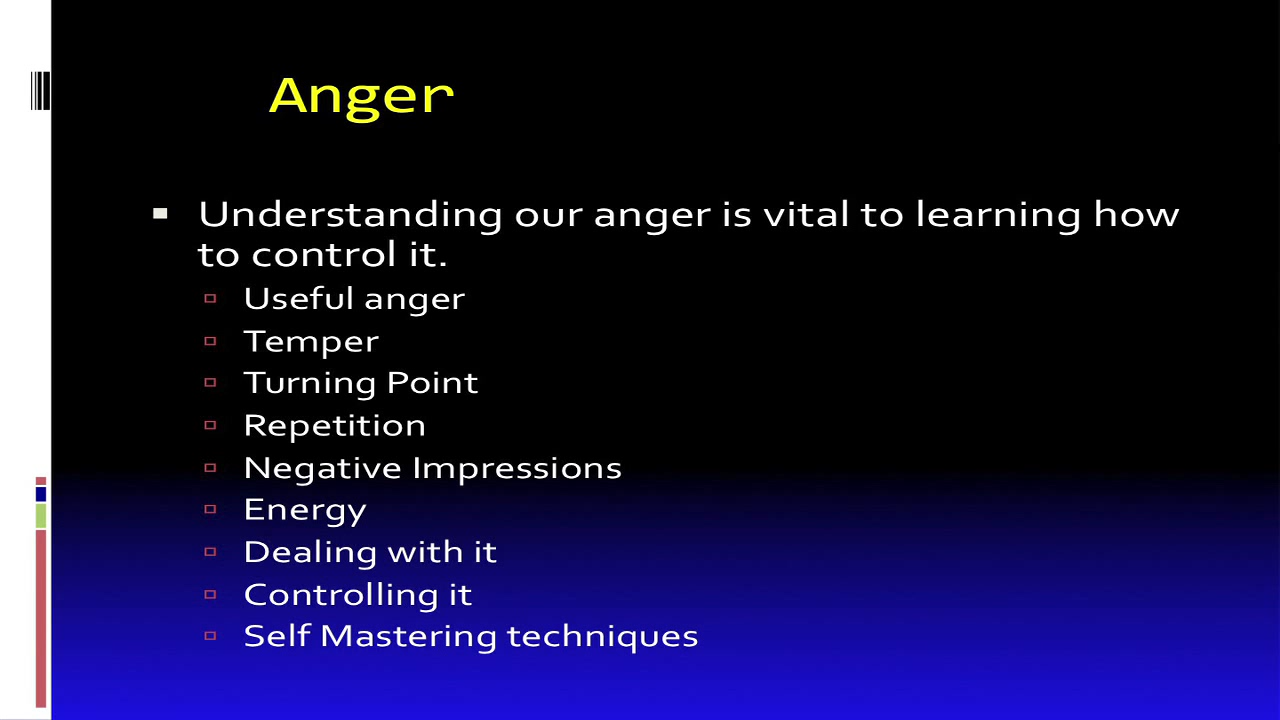 Anger
Understanding our anger is vital to learning how
to control it.
Useful anger
Temper
Turning Point
Repetition
Negative Impressions
Energy
Dealing with it
Controlling it
Self Mastering techniques